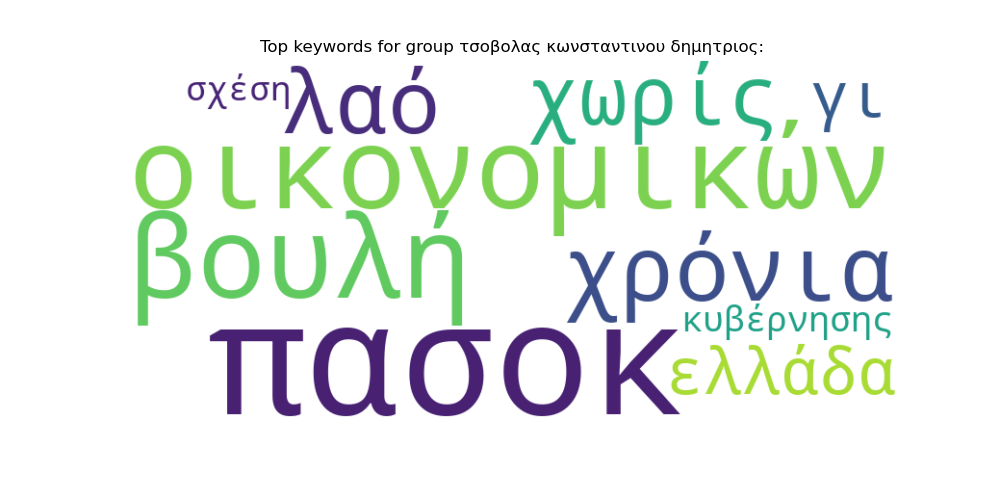 Top keywords for group τσοβολας κωνσταντινου δημητριος:
σχέση λαό χωρίς γι
οικονομικών
βουλή χρόνια
κυβέρνησης
πασοκ ελλάδα